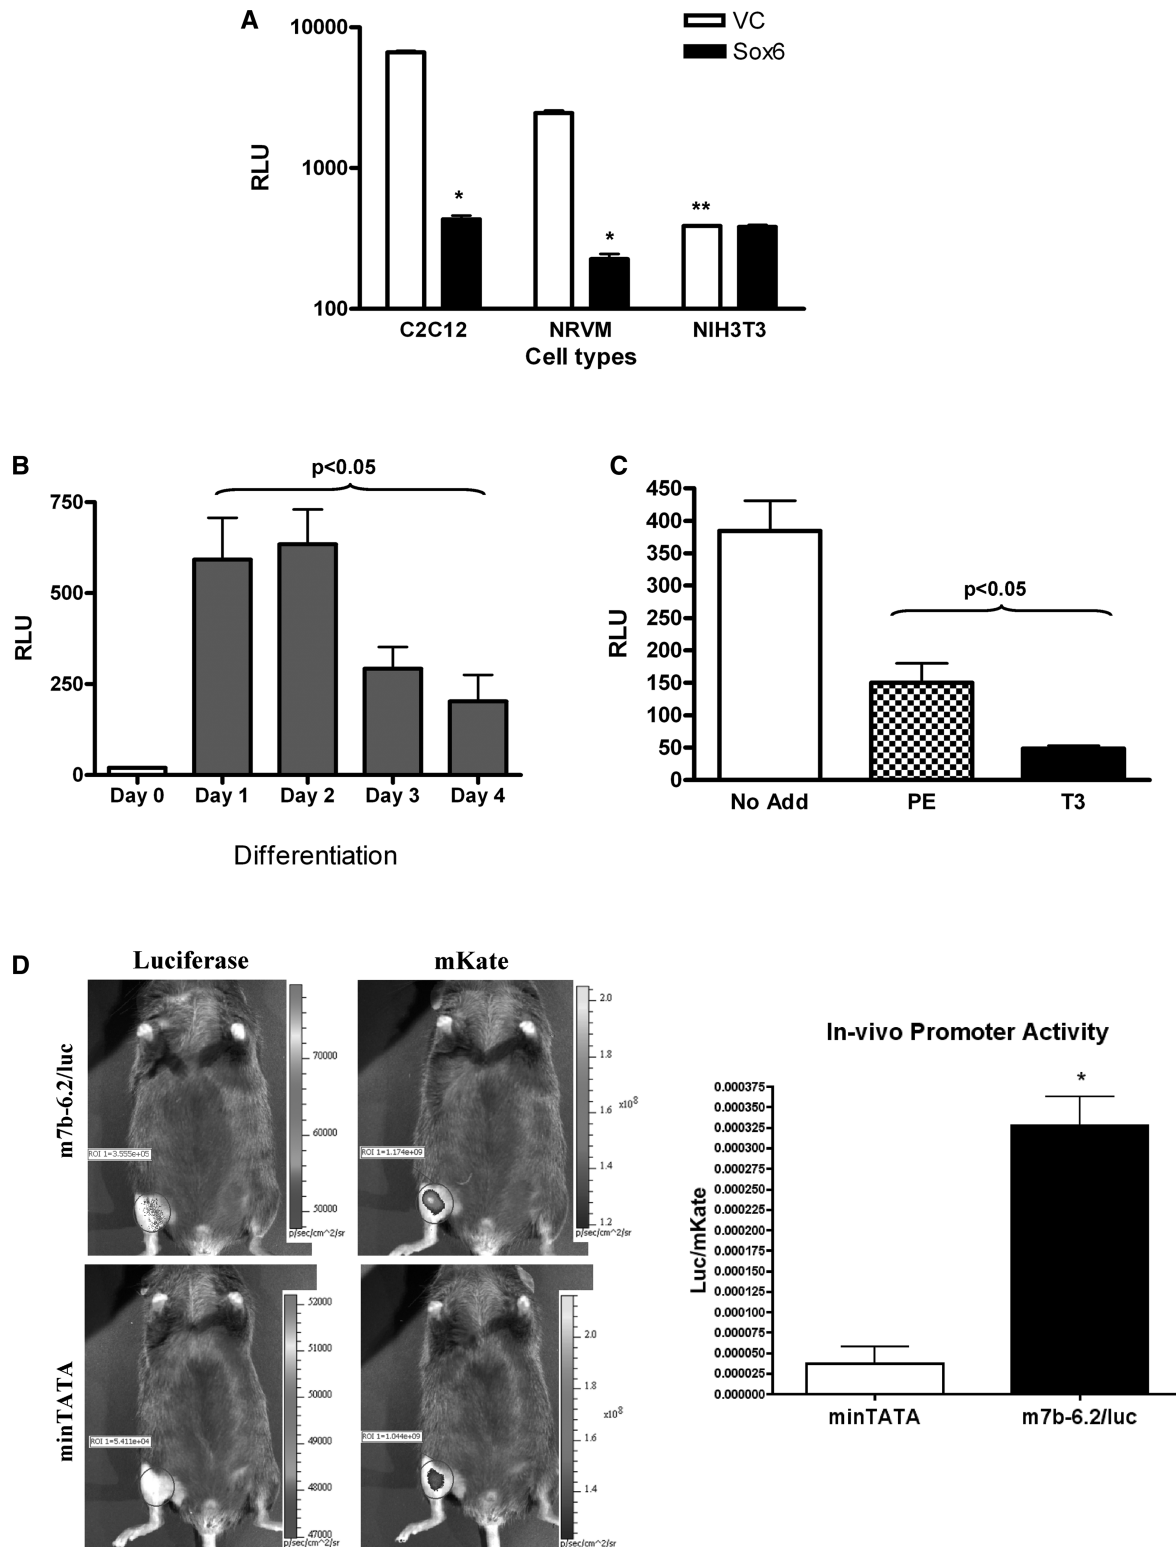 A
VC
Sox6
10000
1000
100
RLU
*
*
**
C2C12 NRVM NIH3T3
Cell types
B
p<0.05
750
500
250
0
RLU
Day 0 Day 1 Day 2 Day 3 Day 4
Differentiation
C
450
400
350
300
250
200
150
100
50
0
RLU
p<0.05
No Add PE T3
D
Luciferase mKate
m7b-6.2/luc
ROI 1=3.555e+05
70000
60000
50000
p/sec/cm^2/sr
ROI 1=1.174e+09
2.0
1.8
1.6
x10⁸
1.4
1.2
p/sec/cm^2/sr
minTATA
ROI 1=5.411e+04
52000
51000
50000
49000
48000
47000
p/sec/cm^2/sr
ROI 1=1.044e+09
2.0
1.8
x10⁸
1.6
1.4
p/sec/cm^2/sr
In-vivo Promoter Activity
*
0.000375
0.000350
0.000325
0.000300
0.000275
0.000250
0.000225
0.000200
0.000175
0.000150
0.000125
0.000100
0.000075
0.000050
0.000025
0.000000
Luc/mKate
minTATA m7b-6.2/luc